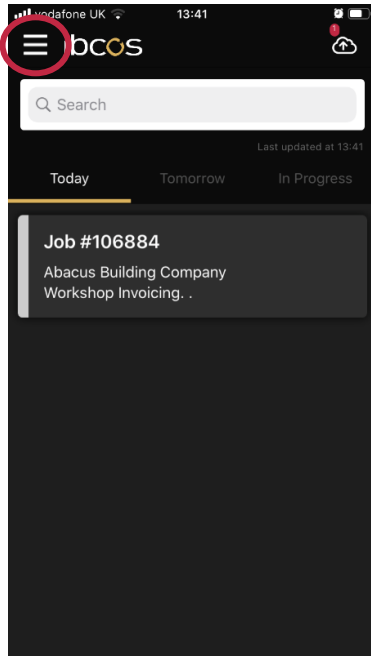 vodafone UK 13:41
bcos
1
Search
Last updated at 13:41
Today Tomorrow In Progress
Job #106884
Abacus Building Company
Workshop Invoicing. .